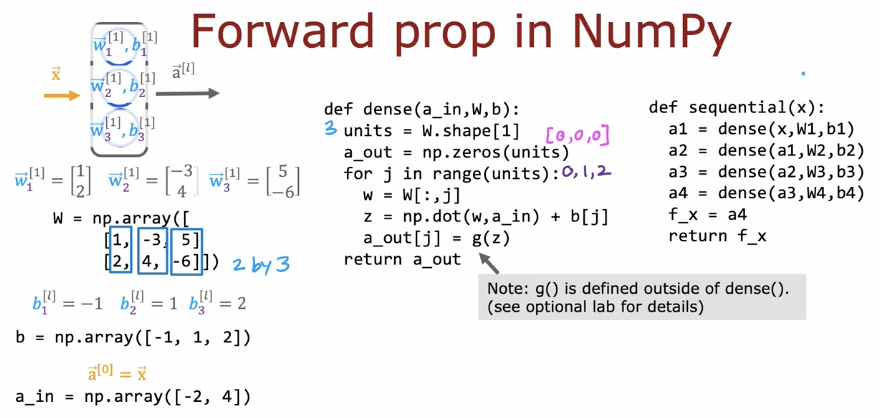 Forward prop in NumPy
x⃗
w⃗₁^[1], b₁^[1]
w⃗₂^[1], b₂^[1]
w⃗₃^[1], b₃^[1]
a⃗^[l]
w⃗₁^[1] = [1 2] w⃗₂^[1] = [-3 4] w⃗₃^[1] = [5 -6]
W = np.array([
[1, -3, 5]
[2, 4, -6]]) 2 by 3
b₁^[l] = -1 b₂^[l] = 1 b₃^[l] = 2
b = np.array([-1, 1, 2])
a⃗^[0] = x⃗
a_in = np.array([-2, 4])
def dense(a_in,W,b):
3 units = W.shape[1] [0,0,0]
a_out = np.zeros(units)
for j in range(units): 0,1,2
w = W[:,j]
z = np.dot(w,a_in) + b[j]
a_out[j] = g(z)
return a_out
Note: g() is defined outside of dense().
(see optional lab for details)
def sequential(x):
a1 = dense(x,W1,b1)
a2 = dense(a1,W2,b2)
a3 = dense(a2,W3,b3)
a4 = dense(a3,W4,b4)
f_x = a4
return f_x